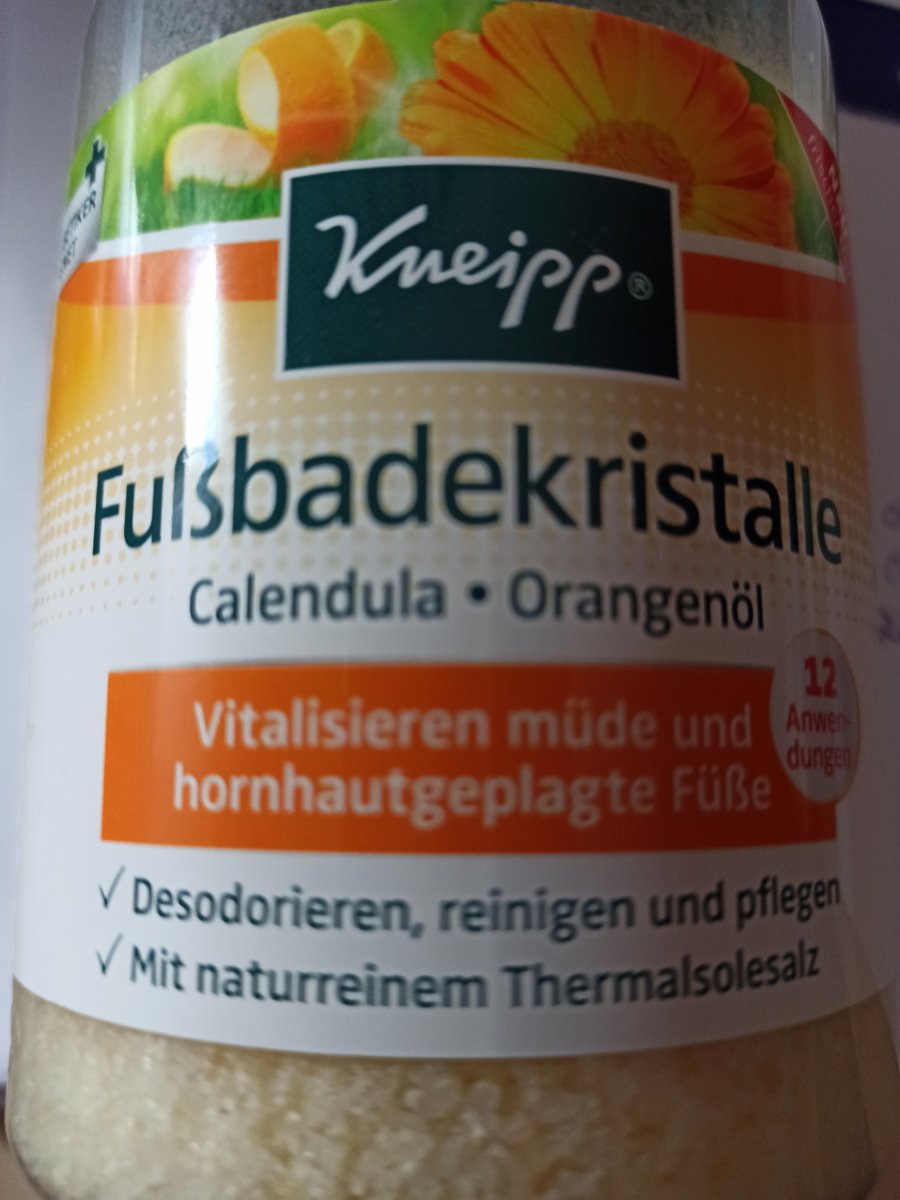 Kneipp®
Fußbadekristalle
Calendula • Orangenöl
Vitalisieren müde und
hornhautgeplagte Füße
12
Anwen-
dungen
✓ Desodorieren, reinigen und pflegen
✓ Mit naturreinem Thermalsolesalz